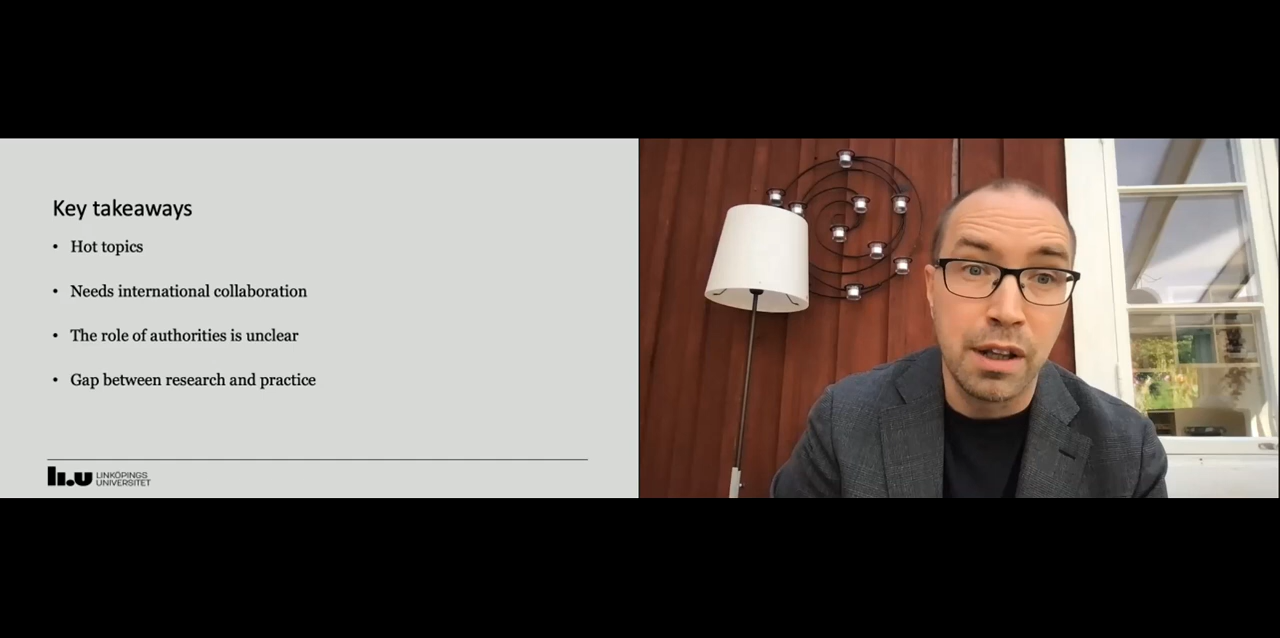 Key takeaways
• Hot topics
• Needs international collaboration
• The role of authorities is unclear
• Gap between research and practice
li.u LINKÖPINGS
UNIVERSITET